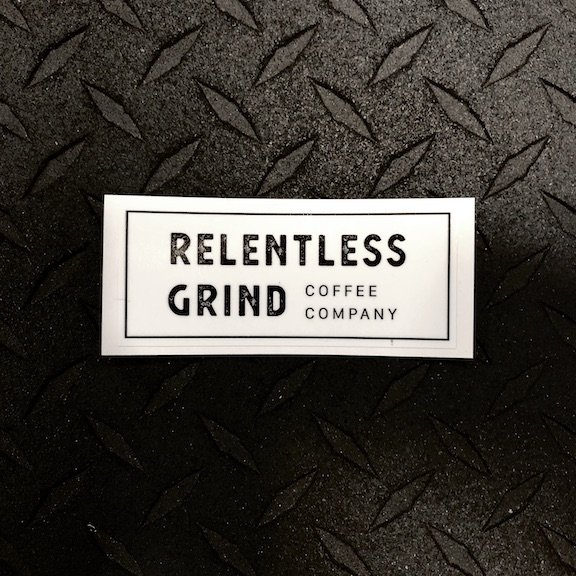 RELENTLESS
GRIND
COFFEE
COMPANY